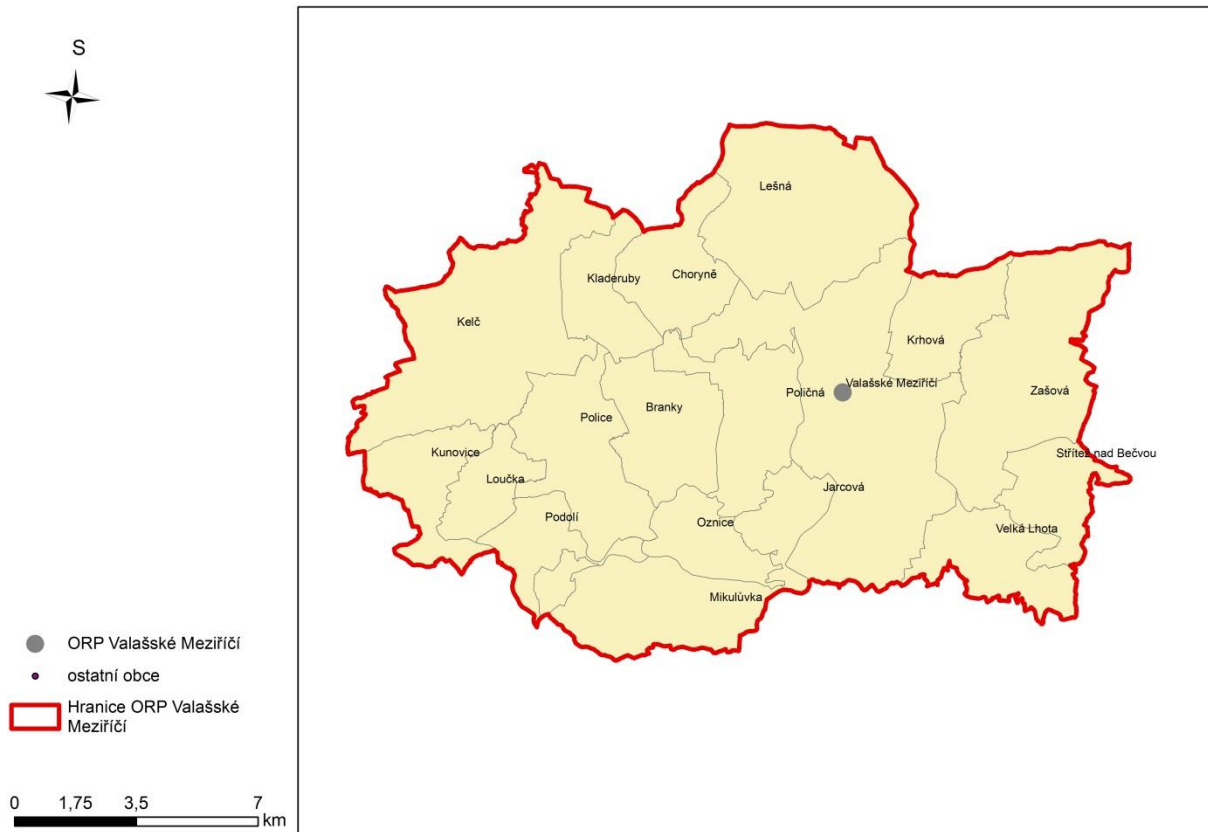 S
Lešná
Kladeruby
Choryně
Kelč
Krhová
Valašské Meziříčí
Poličná
Zašová
Branky
Police
Kunovice
Střítež nad Bečvou
Loučka
Jarcová
Podolí
Oznice
Velká Lhota
Mikulůvka
ORP Valašské Meziříčí
ostatní obce
Hranice ORP Valašské
Meziříčí
0 1,75 3,5 7
km